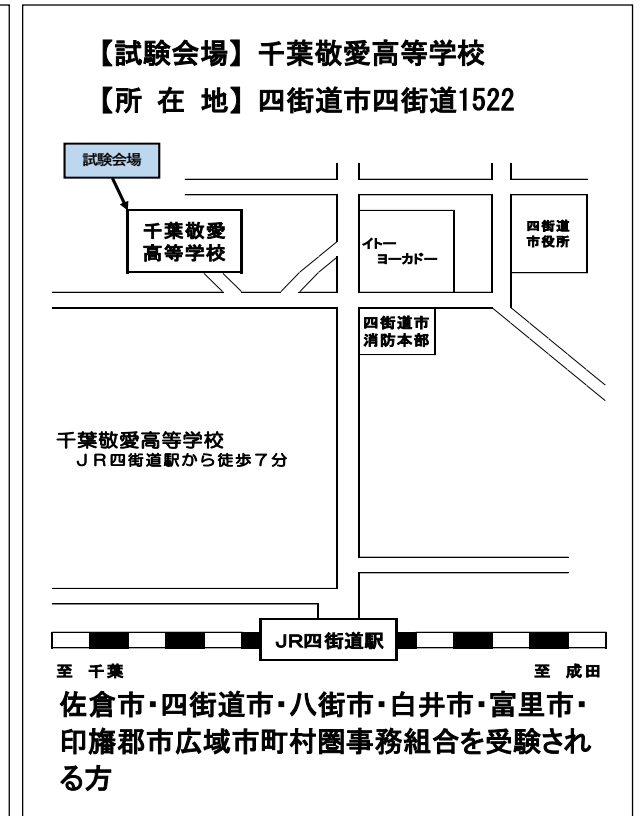 【試験会場】千葉敬愛高等学校
【所 在 地】四街道市四街道1522
試験会場
千葉敬愛
高等学校
イトー
ヨーカドー
四街道
市役所
四街道市
消防本部
千葉敬愛高等学校
ＪＲ四街道駅から徒歩７分
JR四街道駅
至 千葉
至 成田
佐倉市・四街道市・八街市・白井市・富里市・
印旛郡市広域市町村圏事務組合を受験され
る方